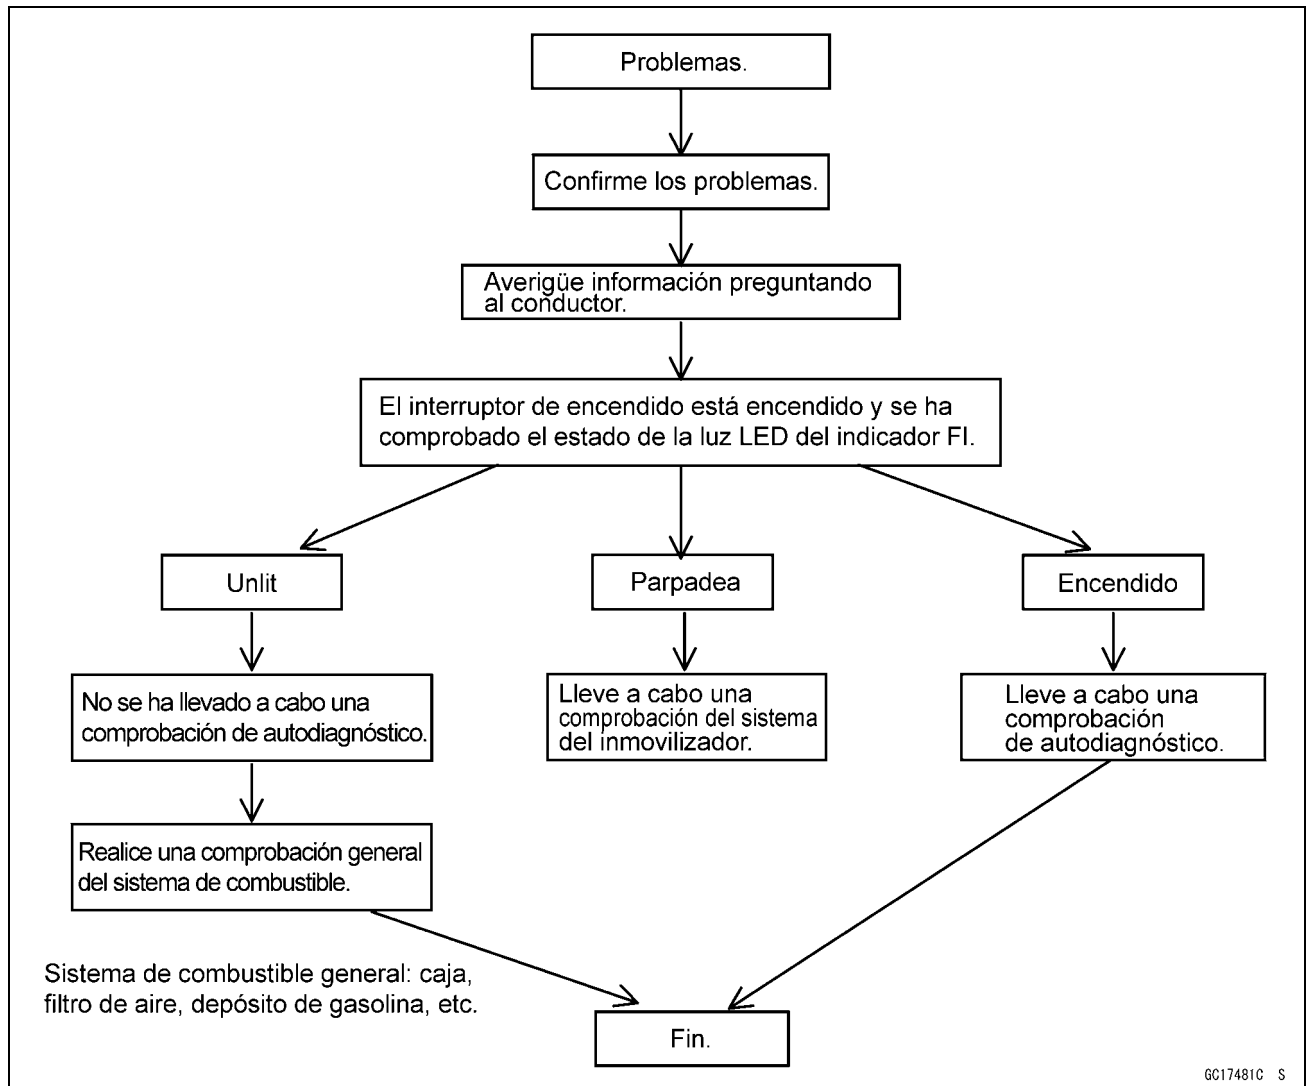 Problemas.
Confirme los problemas.
Averigüe información preguntando
al conductor.
El interruptor de encendido está encendido y se ha
comprobado el estado de la luz LED del indicador FI.
Unlit
Parpadea
Encendido
No se ha llevado a cabo una
comprobación de autodiagnóstico.
Lleve a cabo una
comprobación del sistema
del inmovilizador.
Lleve a cabo una
comprobación
de autodiagnóstico.
Realice una comprobación general
del sistema de combustible.
Sistema de combustible general: caja,
filtro de aire, depósito de gasolina, etc.
Fin.
GC17481C S